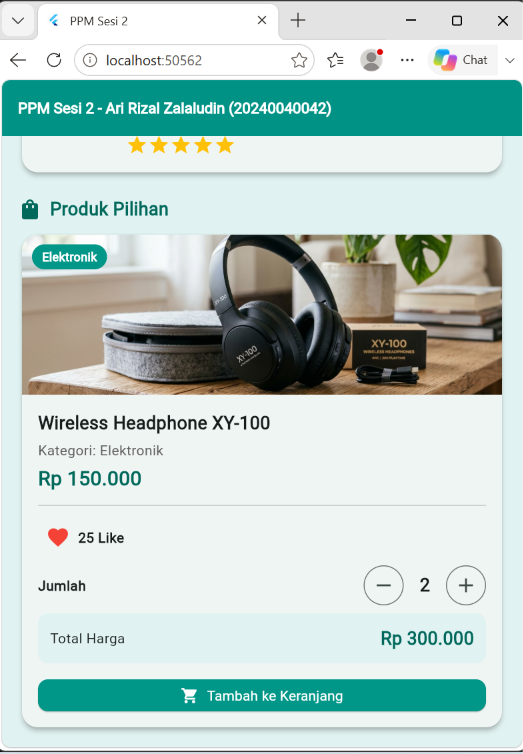 PPM Sesi 2
localhost:50562
Chat
PPM Sesi 2 - Ari Rizal Zalaludin (20240040042)
Produk Pilihan
Elektronik
XY-100
XY-100
WIRELESS HEADPHONES
Wireless Headphone XY-100
Kategori: Elektronik
Rp 150.000
25 Like
Jumlah
2
Total Harga
Rp 300.000
Tambah ke Keranjang